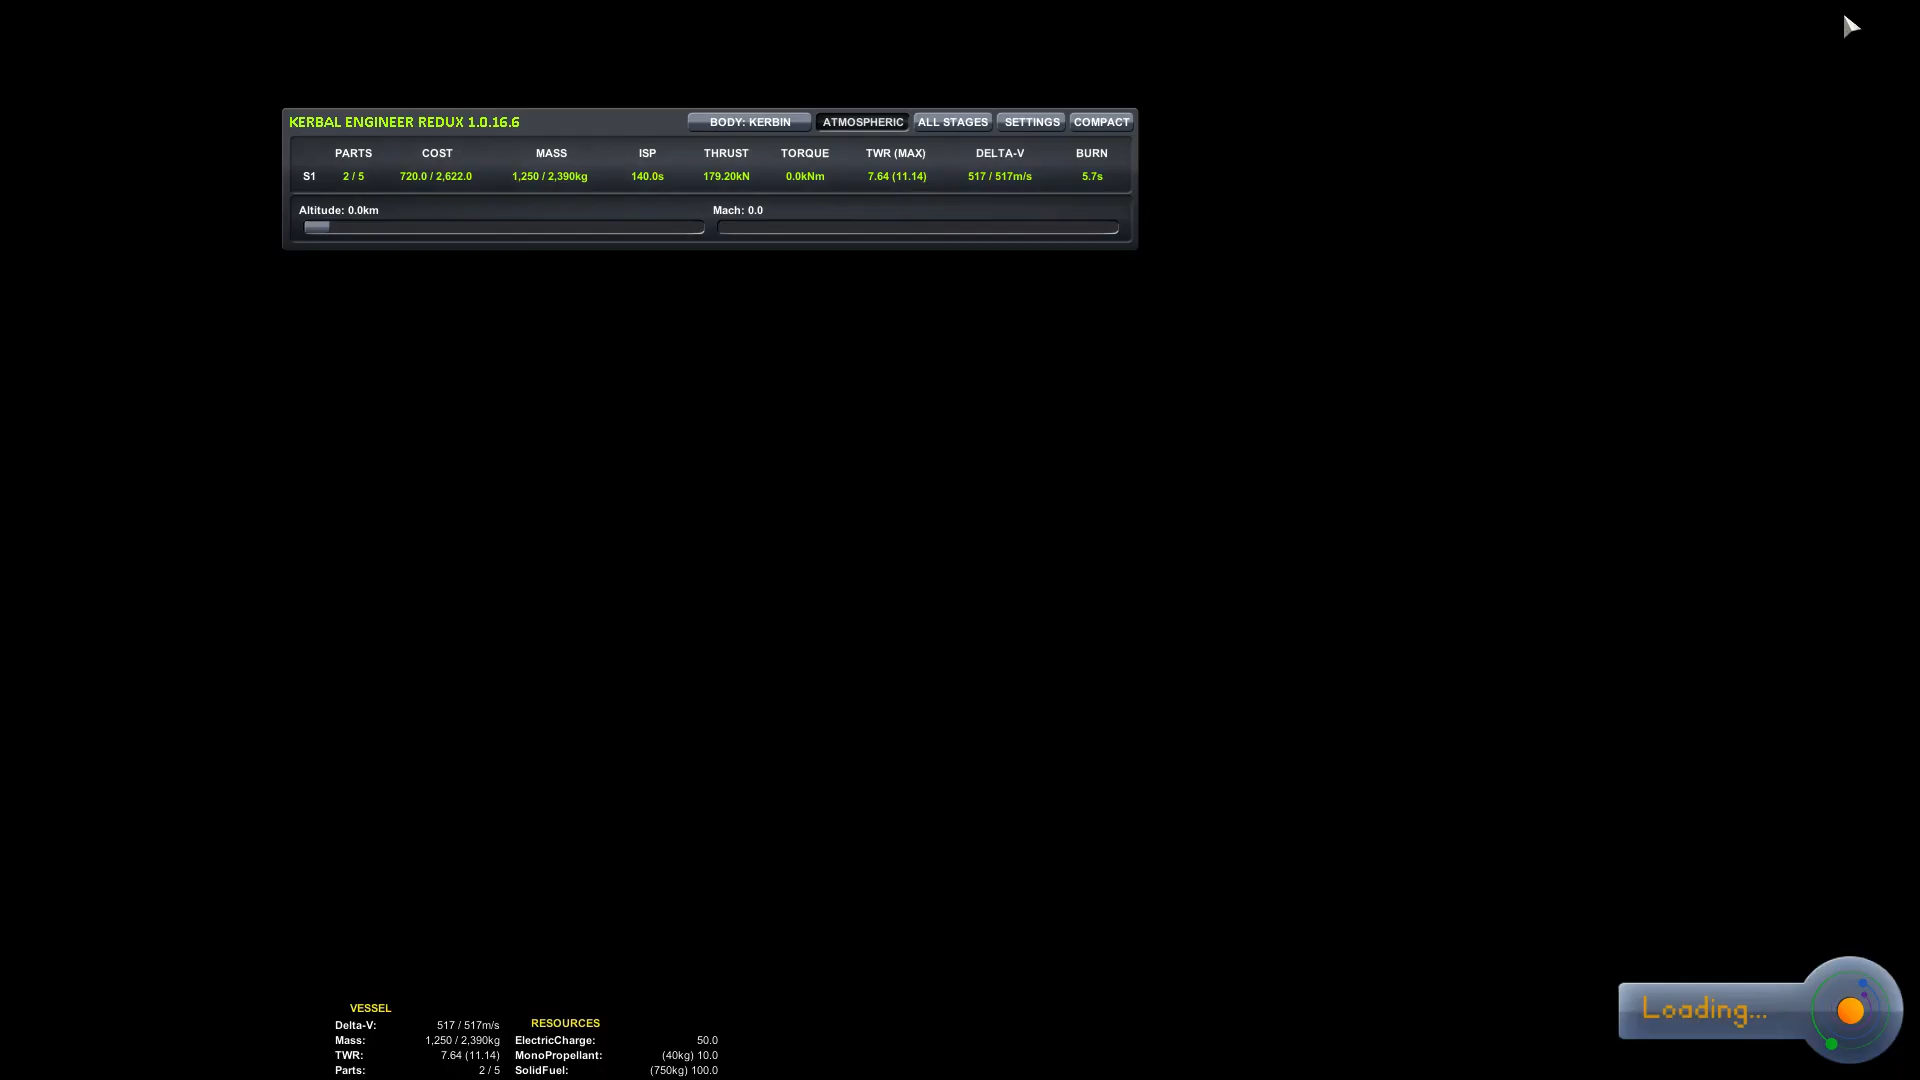 KERBAL ENGINEER REDUX 1.0.16.6 BODY: KERBIN ATMOSPHERIC ALL STAGES SETTINGS COMPACT
PARTS COST MASS ISP THRUST TORQUE TWR (MAX) DELTA-V BURN
S1 2 / 5 720.0 / 2,622.0 1,250 / 2,390kg 140.0s 179.20kN 0.0kNm 7.64 (11.14) 517 / 517m/s 5.7s
Altitude: 0.0km Mach: 0.0
Loading...
VESSEL
Delta-V: 517 / 517m/s
Mass: 1,250 / 2,390kg
TWR: 7.64 (11.14)
Parts: 2 / 5
RESOURCES
ElectricCharge: 50.0
MonoPropellant: (40kg) 10.0
SolidFuel: (750kg) 100.0